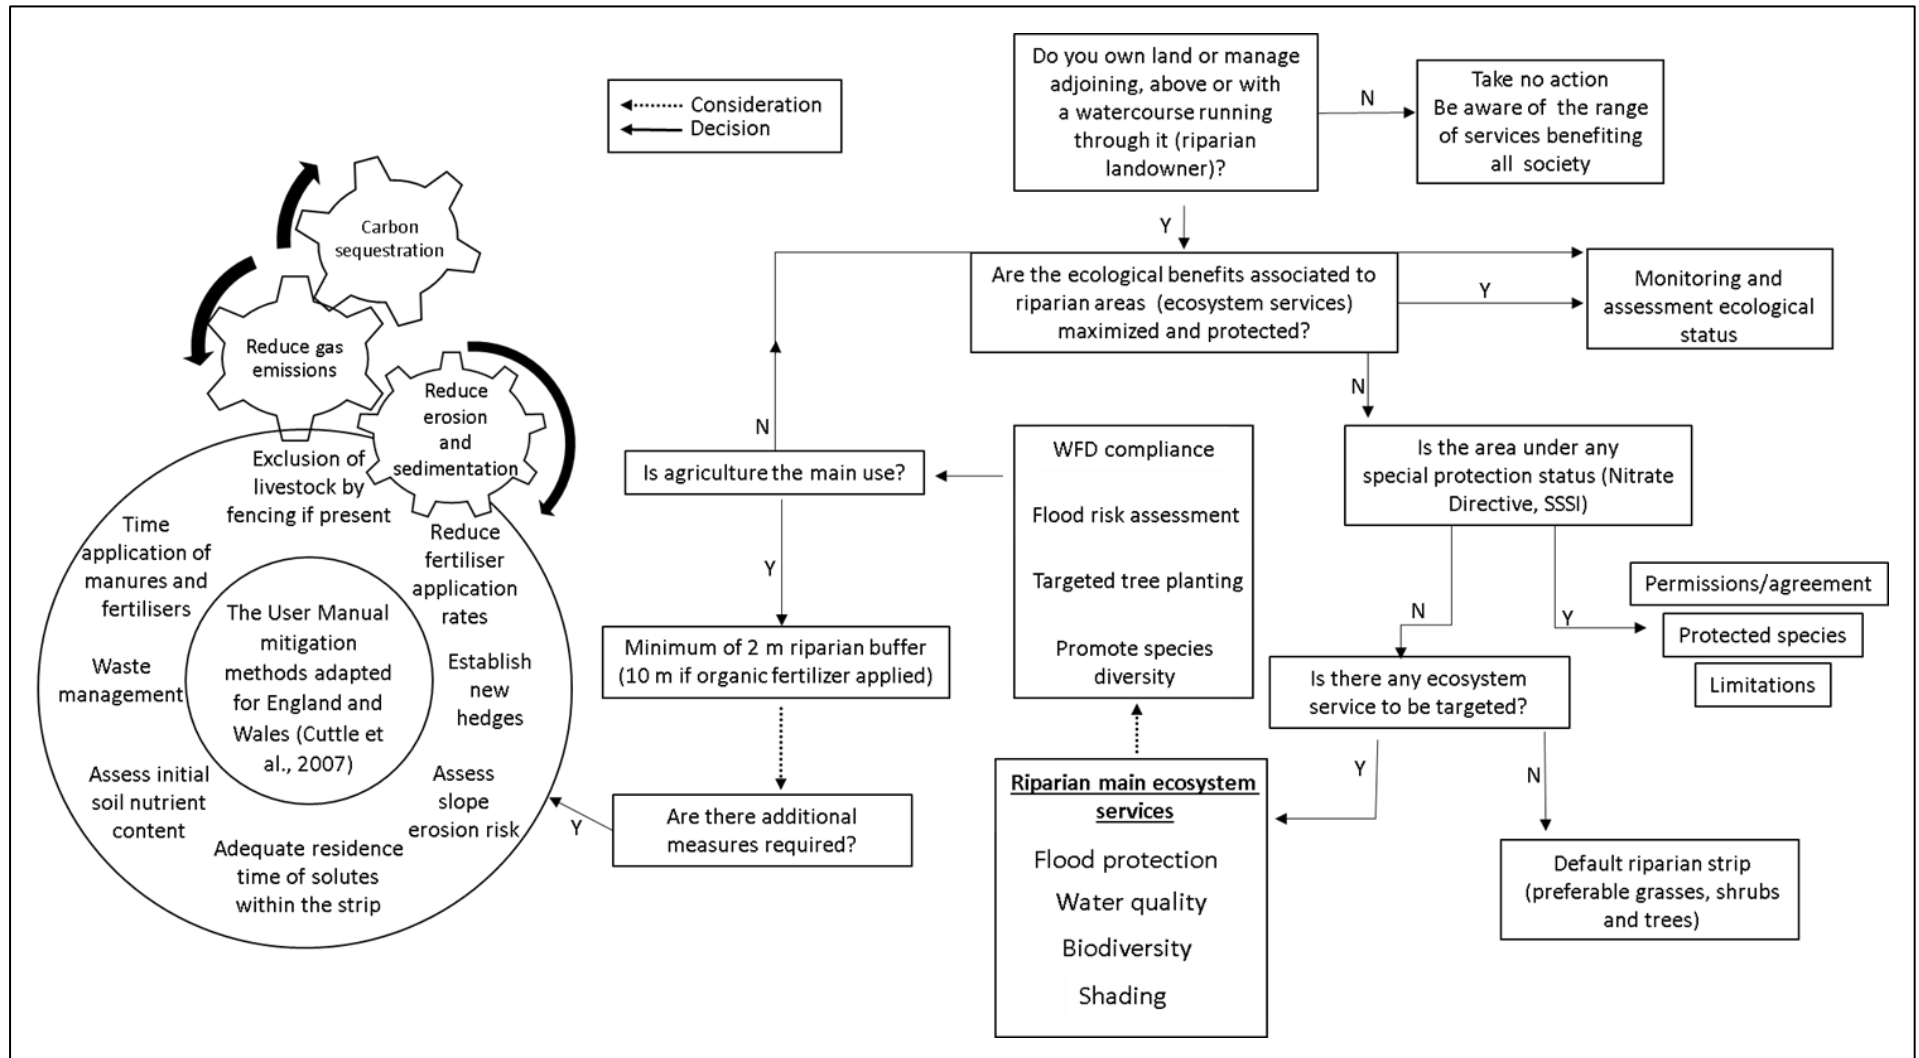 Consideration
Decision
Do you own land or manage
adjoining, above or with
a watercourse running
through it (riparian
landowner)?
N
Take no action
Be aware of the range
of services benefiting
all society
Y
Are the ecological benefits associated to
riparian areas (ecosystem services)
maximized and protected?
Y
Monitoring and
assessment ecological
status
N
Is the area under any
special protection status (Nitrate
Directive, SSSI)
N
Y
Permissions/agreement
Protected species
Limitations
Is there any ecosystem
service to be targeted?
Y
N
Default riparian strip
(preferable grasses, shrubs
and trees)
Riparian main ecosystem
services
Flood protection
Water quality
Biodiversity
Shading
WFD compliance
Flood risk assessment
Targeted tree planting
Promote species
diversity
Is agriculture the main use?
N
Y
Minimum of 2 m riparian buffer
(10 m if organic fertilizer applied)
Are there additional
measures required?
Y
Carbon
sequestration
Reduce gas
emissions
Reduce
erosion
and
sedimentation
Exclusion of
livestock by
fencing if present
Time
application of
manures and
fertilisers
Reduce
fertiliser
application
rates
Waste
management
Establish
new
hedges
Assess initial
soil nutrient
content
Assess
slope
erosion risk
Adequate residence
time of solutes
within the strip
The User Manual
mitigation
methods adapted
for England and
Wales (Cuttle et
al., 2007)